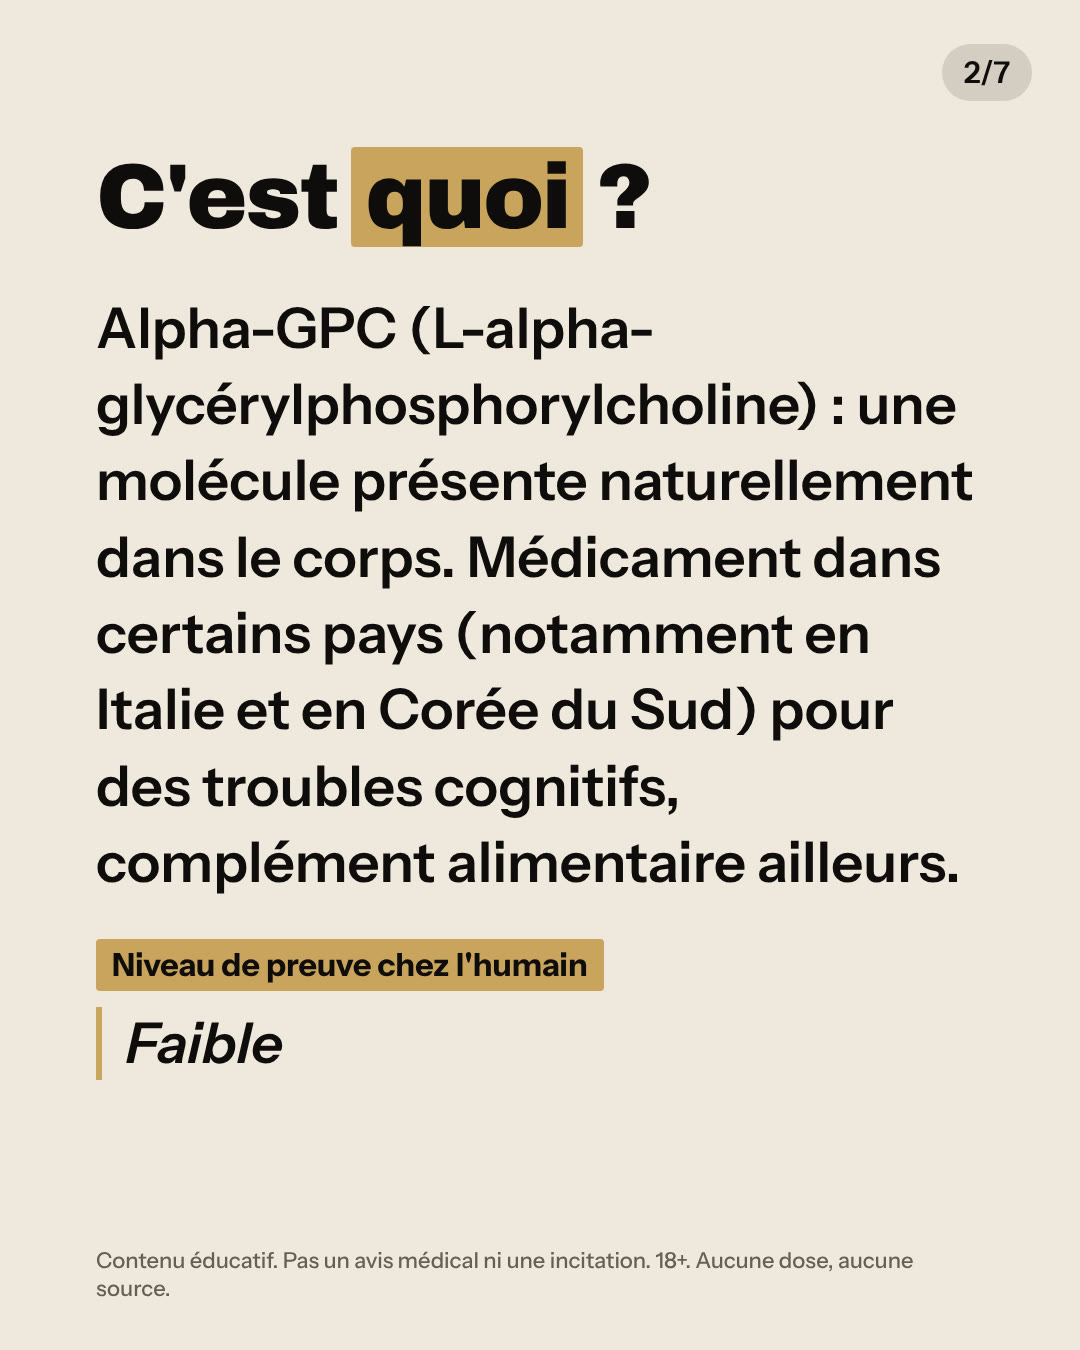 2/7
C'est quoi ?
Alpha-GPC (L-alpha-
glycérylphosphorylcholine) : une
molécule présente naturellement
dans le corps. Médicament dans
certains pays (notamment en
Italie et en Corée du Sud) pour
des troubles cognitifs,
complément alimentaire ailleurs.
Niveau de preuve chez l'humain
Faible
Contenu éducatif. Pas un avis médical ni une incitation. 18+. Aucune dose, aucune
source.